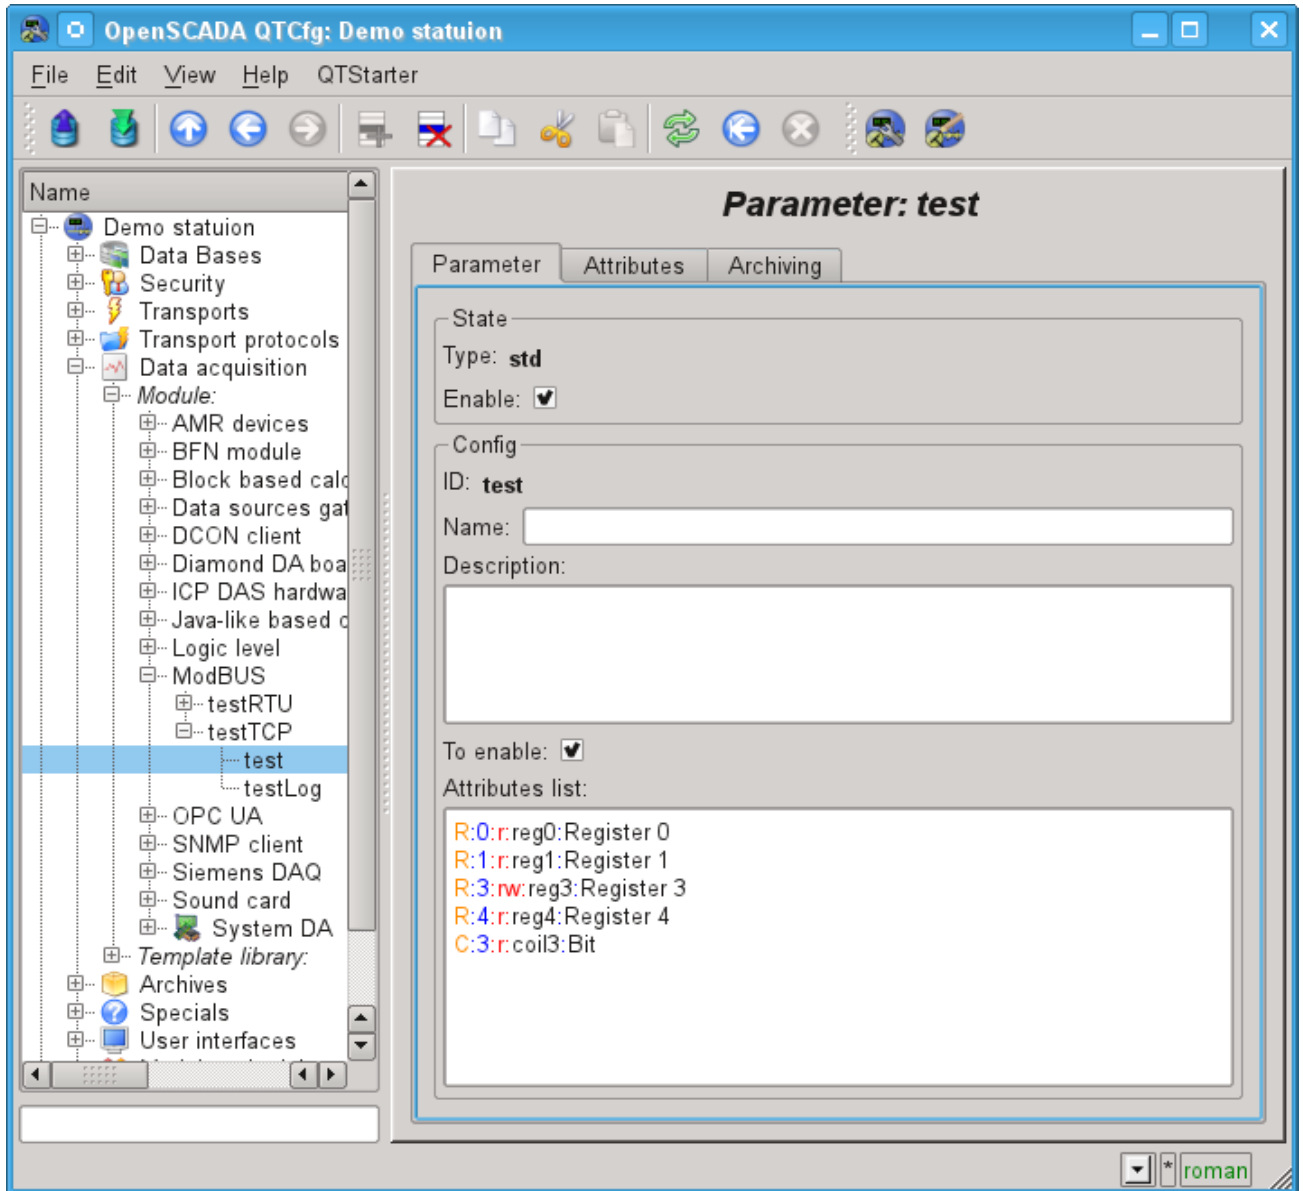 OpenSCADA QTCfg: Demo statuion
File Edit View Help QTStarter
Name
Demo statuion
Data Bases
Security
Transports
Transport protocols
Data acquisition
Module:
AMR devices
BFN module
Block based calc
Data sources gat
DCON client
Diamond DA boa
ICP DAS hardwa
Java-like based c
Logic level
ModBUS
testRTU
testTCP
test
testLog
OPC UA
SNMP client
Siemens DAQ
Sound card
System DA
Template library:
Archives
Specials
User interfaces
Parameter: test
Parameter Attributes Archiving
State
Type: std
Enable:
Config
ID: test
Name:
Description:
To enable:
Attributes list:
R:0:r:reg0:Register 0
R:1:r:reg1:Register 1
R:3:rw:reg3:Register 3
R:4:r:reg4:Register 4
C:3:r:coil3:Bit
* roman